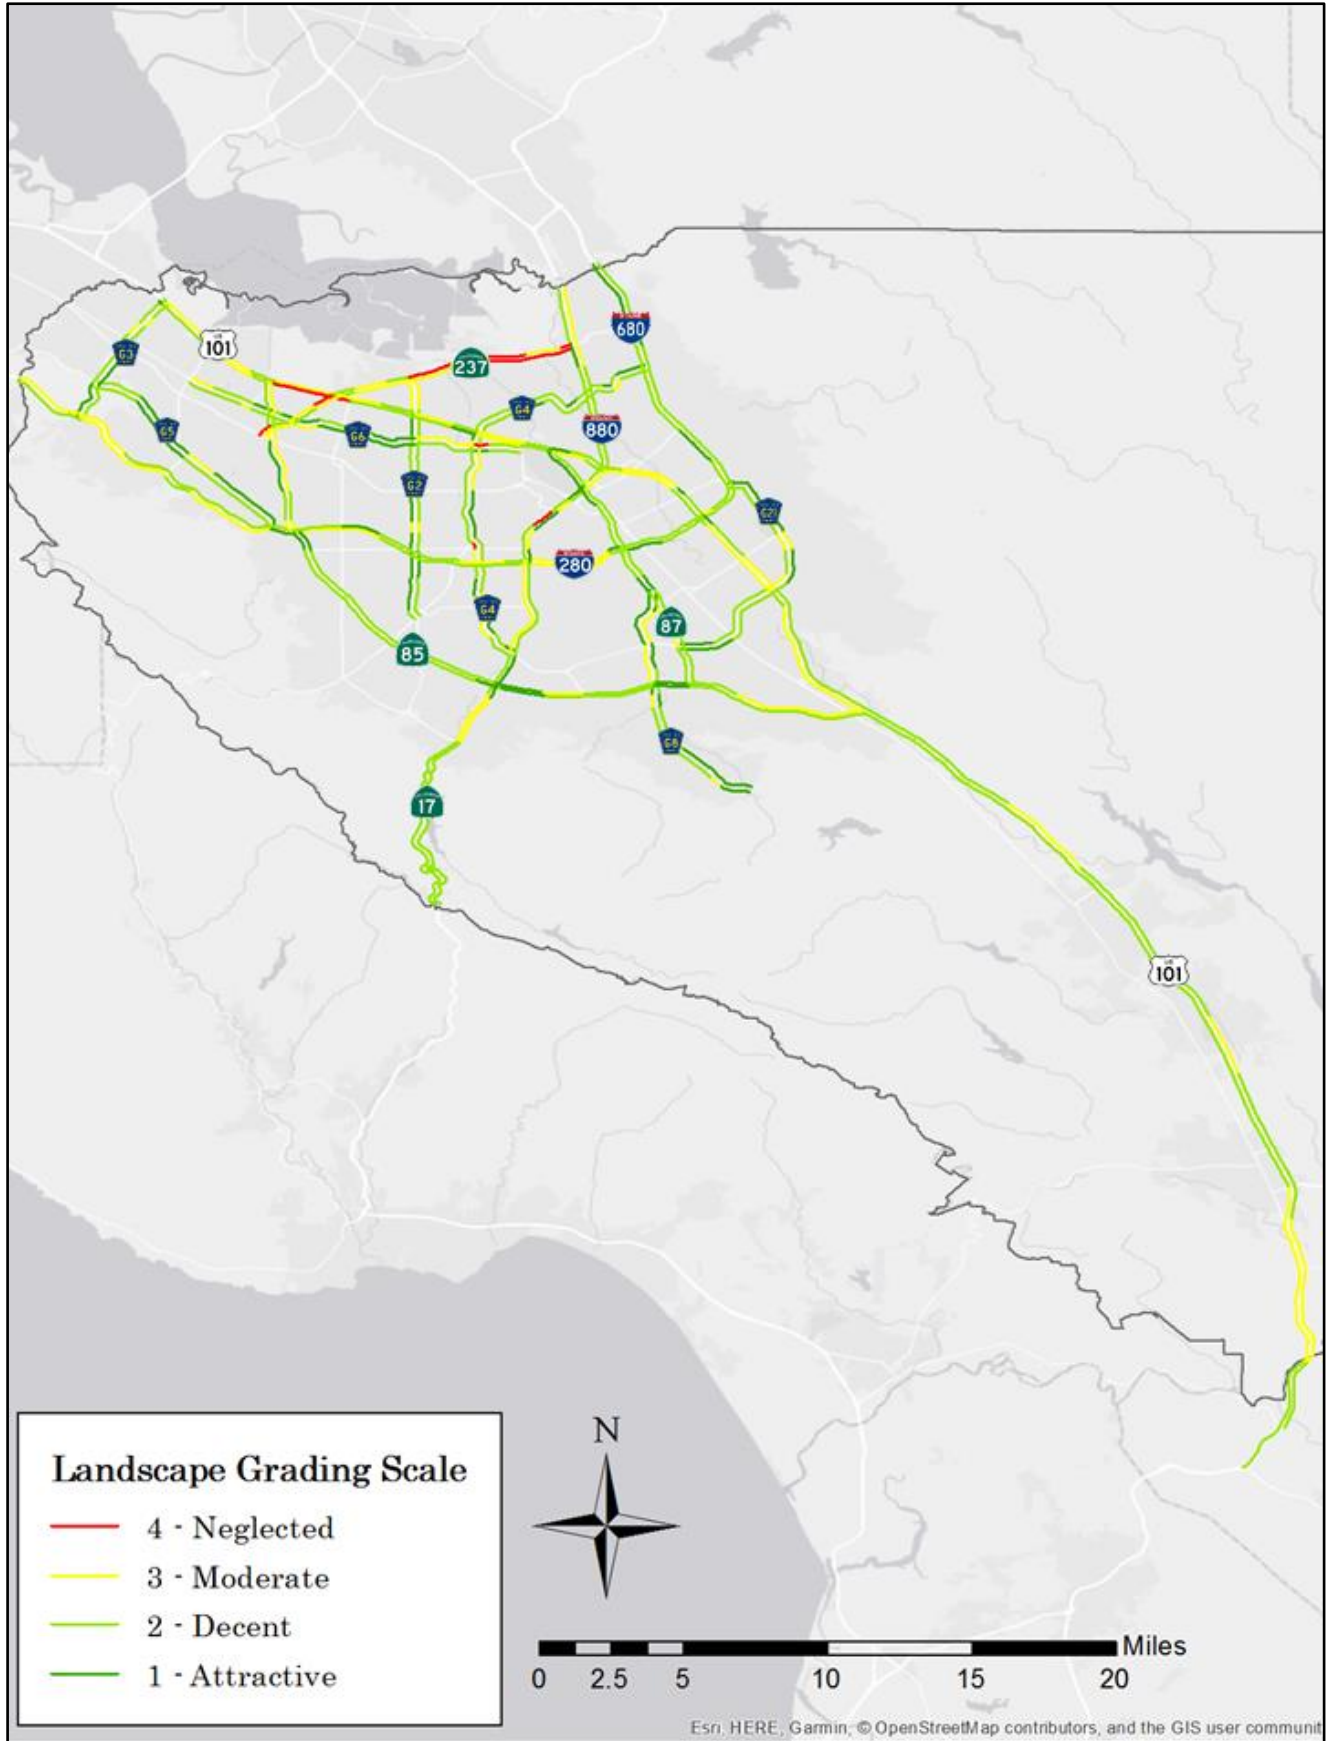 680
G3
US
101
237
G4
G5
G6
880
G2
G21
280
G4
87
85
G8
17
US
101
Landscape Grading Scale
4 - Neglected
3 - Moderate
2 - Decent
1 - Attractive
N
Miles
0 2.5 5 10 15 20
Esri, HERE, Garmin, © OpenStreetMap contributors, and the GIS user communit